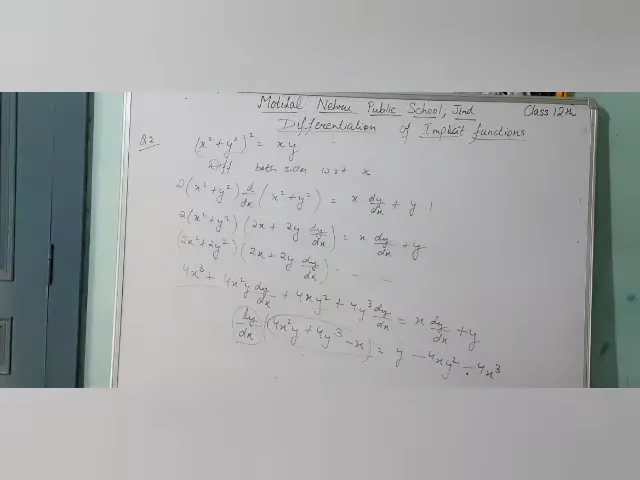 Motilal Nehru Public School, Jind Class 12th
Differentiation of Implicit functions
Q2 (x² + y²)² = xy
Diff both sides w r t x
2(x² + y²) d/dx (x² + y²) = x dy/dx + y 1
2(x² + y²) (2x + 2y dy/dx) = x dy/dx + y
(2x² + 2y²) (2x + 2y dy/dx) = - -
4x³ + 4x²y dy/dx + 4xy² + 4y³ dy/dx = x dy/dx + y
dy/dx (4x²y + 4y³ - x) = y - 4xy² - 4x³